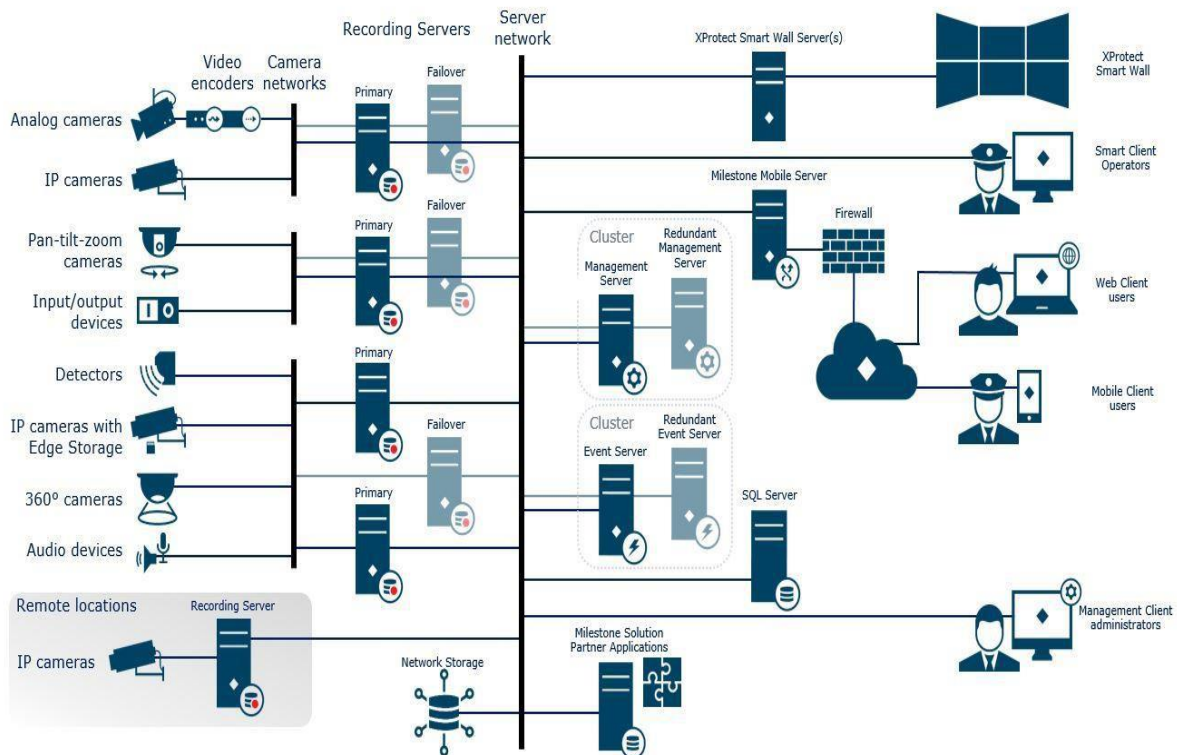 Recording Servers
Server
network
XProtect Smart Wall Server(s)
XProtect
Smart Wall
Video
encoders
Camera
networks
Primary
Failover
Analog cameras
IP cameras
Smart Client
Operators
Milestone Mobile Server
Firewall
Pan-tilt-zoom
cameras
Input/output
devices
Primary
Failover
Cluster
Management
Server
Redundant
Management
Server
Web Client
users
Mobile Client
users
Detectors
IP cameras with
Edge Storage
360º cameras
Audio devices
Primary
Failover
Primary
Cluster
Event Server
Redundant
Event Server
SQL Server
Remote locations
Recording Server
IP cameras
Network Storage
Milestone Solution
Partner Applications
Management Client
administrators